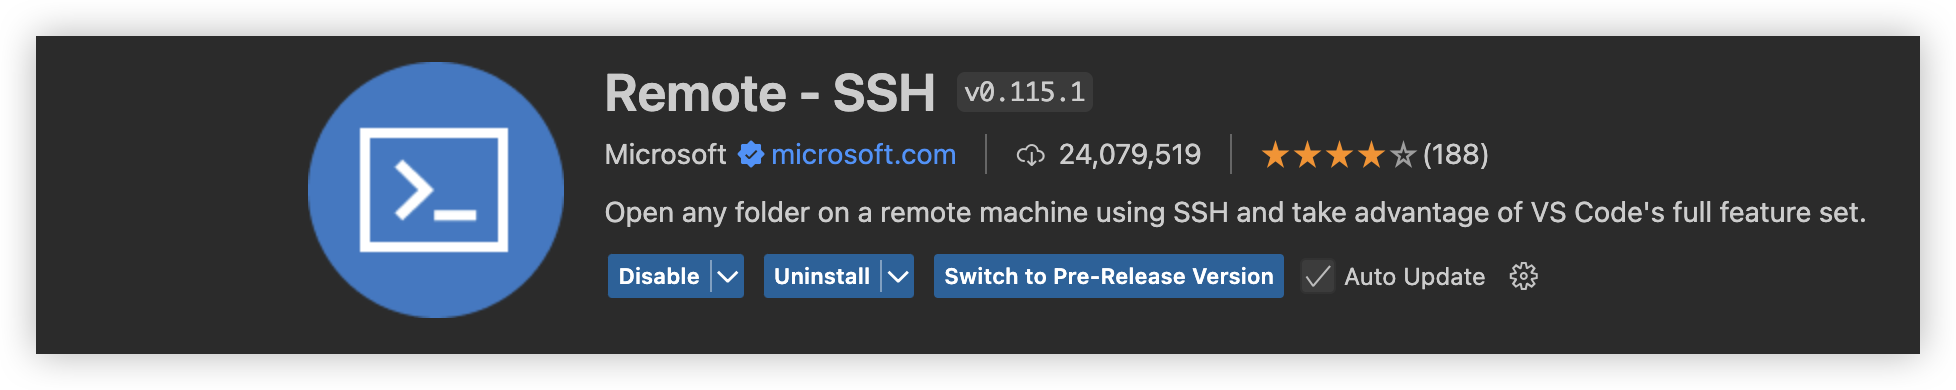 Remote - SSH v0.115.1
Microsoft microsoft.com 24,079,519 (188)
Open any folder on a remote machine using SSH and take advantage of VS Code's full feature set.
Disable Uninstall Switch to Pre-Release Version Auto Update